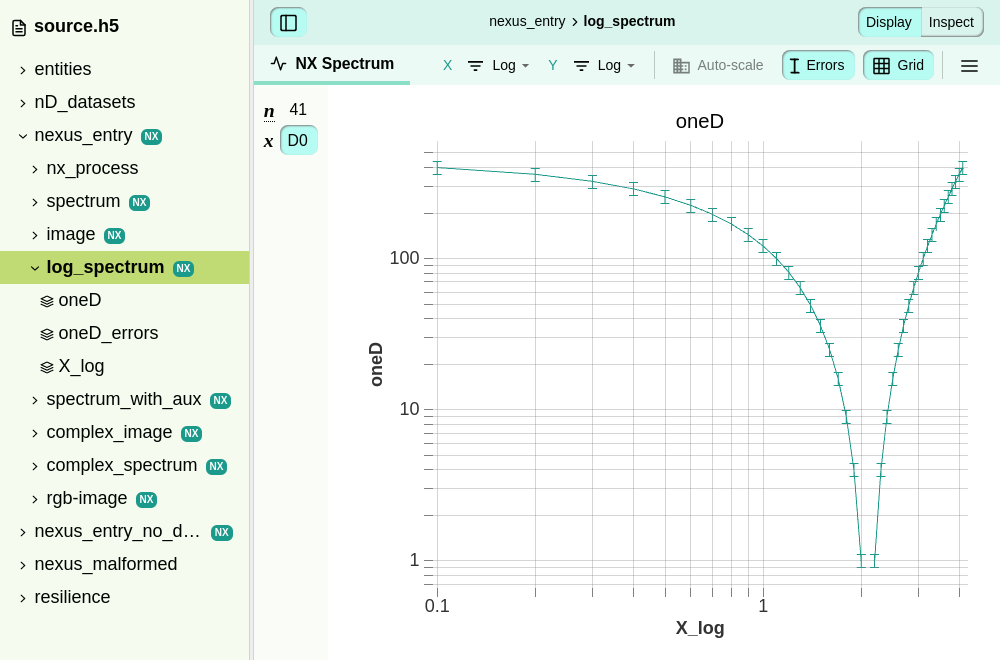 source.h5
entities
nD_datasets
nexus_entry NX
nx_process
spectrum NX
image NX
log_spectrum NX
oneD
oneD_errors
X_log
spectrum_with_aux NX
complex_image NX
complex_spectrum NX
rgb-image NX
nexus_entry_no_d… NX
nexus_malformed
resilience
nexus_entry log_spectrum
Display Inspect
NX Spectrum X Log Y Log Auto-scale Errors Grid
n 41
x D0
oneD
100
10
1
oneD
0.1 1
X_log